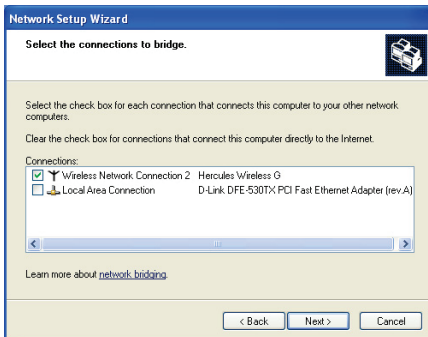 Network Setup Wizard
Select the connections to bridge.
Select the check box for each connection that connects this computer to your other network
computers.
Clear the check box for connections that connect this computer directly to the Internet.
Connections:
Wireless Network Connection 2 Hercules Wireless G
Local Area Connection D-Link DFE-530TX PCI Fast Ethernet Adapter (rev.A)
Learn more about network bridging.
< Back Next > Cancel